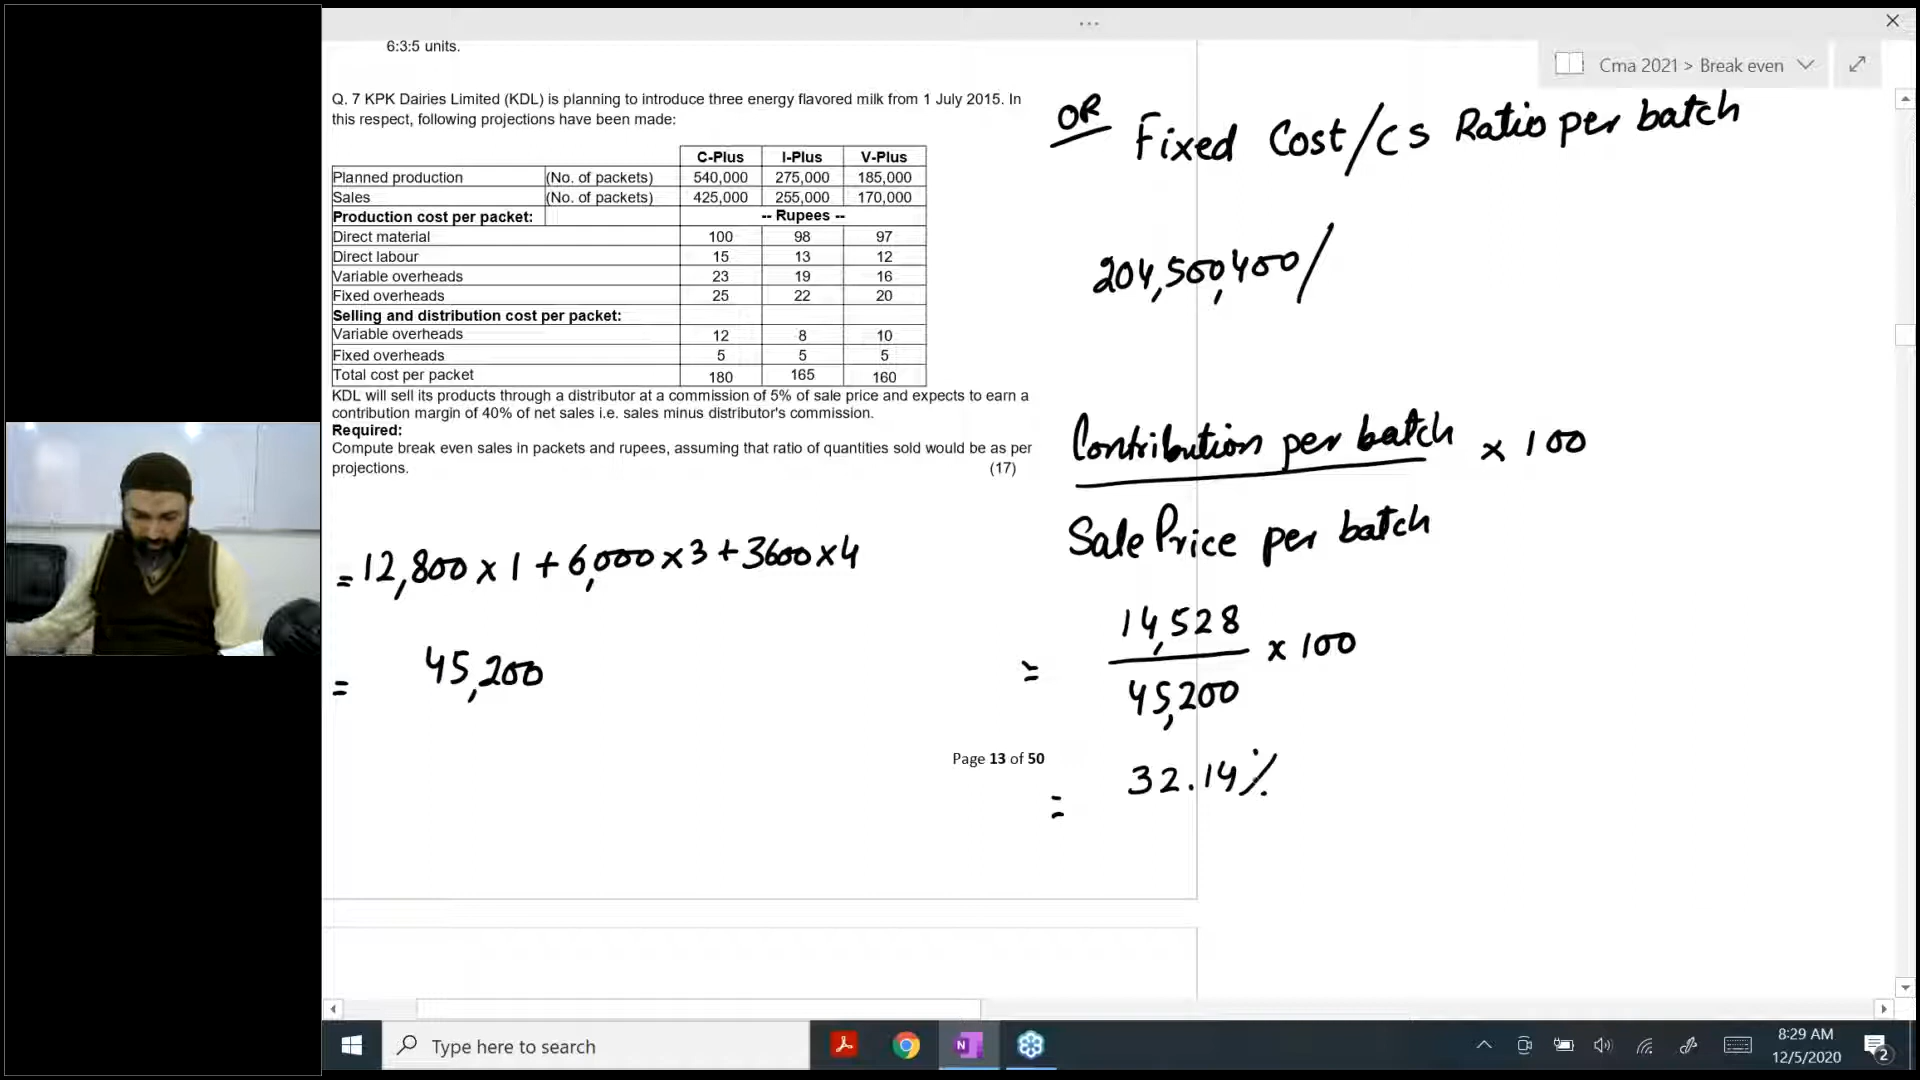 6:3:5 units.
Cma 2021 > Break even
Q. 7 KPK Dairies Limited (KDL) is planning to introduce three energy flavored milk from 1 July 2015. In
this respect, following projections have been made:
C-Plus I-Plus V-Plus
Planned production (No. of packets) 540,000 275,000 185,000
Sales (No. of packets) 425,000 255,000 170,000
Production cost per packet: -- Rupees --
Direct material 100 98 97
Direct labour 15 13 12
Variable overheads 23 19 16
Fixed overheads 25 22 20
Selling and distribution cost per packet:
Variable overheads 12 8 10
Fixed overheads 5 5 5
Total cost per packet 180 165 160
KDL will sell its products through a distributor at a commission of 5% of sale price and expects to earn a
contribution margin of 40% of net sales i.e. sales minus distributor's commission.
Required:
Compute break even sales in packets and rupees, assuming that ratio of quantities sold would be as per
projections. (17)
= 12,800 x 1 + 6,000 x 3 + 3600 x 4
= 45,200
Page 13 of 50
OR Fixed Cost/CS Ratio per batch
204,500,400/
Contribution per batch x 100
Sale Price per batch
= 14,528 x 100
45,200
= 32.14%
Type here to search
N
8:29 AM
12/5/2020
2